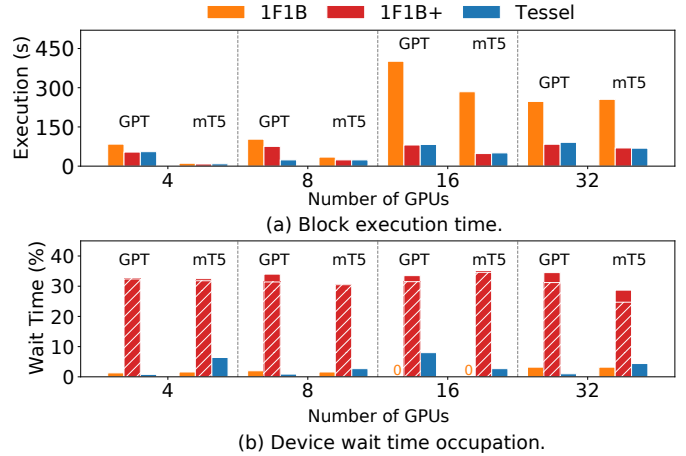 1F1B 1F1B+ Tessel
Execution (s)
450
300
150
0
GPT mT5 GPT mT5 GPT mT5 GPT mT5
4 8 16 32
Number of GPUs
(a) Block execution time.
Wait Time (%)
40
30
20
10
0
GPT mT5 GPT mT5 GPT mT5 GPT mT5
0 0
4 8 16 32
Number of GPUs
(b) Device wait time occupation.